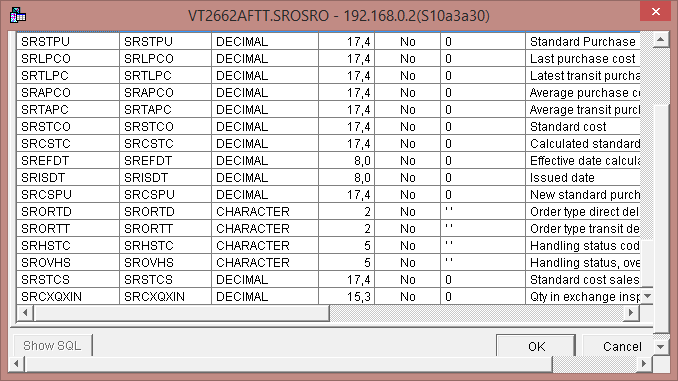 VT2662AFTT.SROSRO - 192.168.0.2(S10a3a30)
SRSTPU SRSTPU DECIMAL 17,4 No 0 Standard Purchase
SRLPCO SRLPCO DECIMAL 17,4 No 0 Last purchase cost
SRTLPC SRTLPC DECIMAL 17,4 No 0 Latest transit purcha
SRAPCO SRAPCO DECIMAL 17,4 No 0 Average purchase c
SRTAPC SRTAPC DECIMAL 17,4 No 0 Average transit purcl
SRSTCO SRSTCO DECIMAL 17,4 No 0 Standard cost
SRCSTC SRCSTC DECIMAL 17,4 No 0 Calculated standard
SREFDT SREFDT DECIMAL 8,0 No 0 Effective date calcula
SRISDT SRISDT DECIMAL 8,0 No 0 Issued date
SRCSPU SRCSPU DECIMAL 17,4 No 0 New standard purch
SRORTD SRORTD CHARACTER 2 No ' ' Order type direct del
SRORTT SRORTT CHARACTER 2 No ' ' Order type transit de
SRHSTC SRHSTC CHARACTER 5 No ' ' Handling status cod
SROVHS SROVHS CHARACTER 5 No ' ' Handling status, ove
SRSTCS SRSTCS DECIMAL 17,4 No 0 Standard cost sales
SRCXQXIN SRCXQXIN DECIMAL 15,3 No 0 Qty in exchange insp
Show SQL OK Cancel